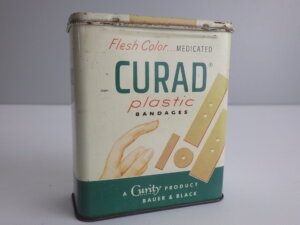 Flesh Color... MEDICATED
CURAD®
plastic
BANDAGES
A Curity PRODUCT
BAUER & BLACK